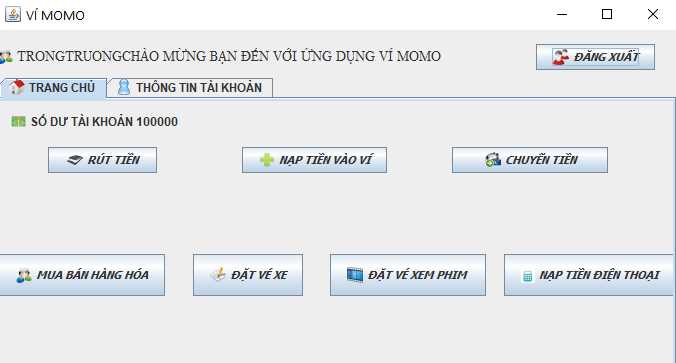 VÍ MOMO
TRONGTRUONGCHÀO MỪNG BẠN ĐẾN VỚI ỨNG DỤNG VÍ MOMO
ĐĂNG XUẤT
TRANG CHỦ
THÔNG TIN TÀI KHOẢN
SỐ DƯ TÀI KHOẢN 100000
RÚT TIỀN
NẠP TIỀN VÀO VÍ
CHUYỂN TIỀN
MUA BÁN HÀNG HÓA
ĐẶT VÉ XE
ĐẶT VÉ XEM PHIM
NẠP TIỀN ĐIỆN THOẠI